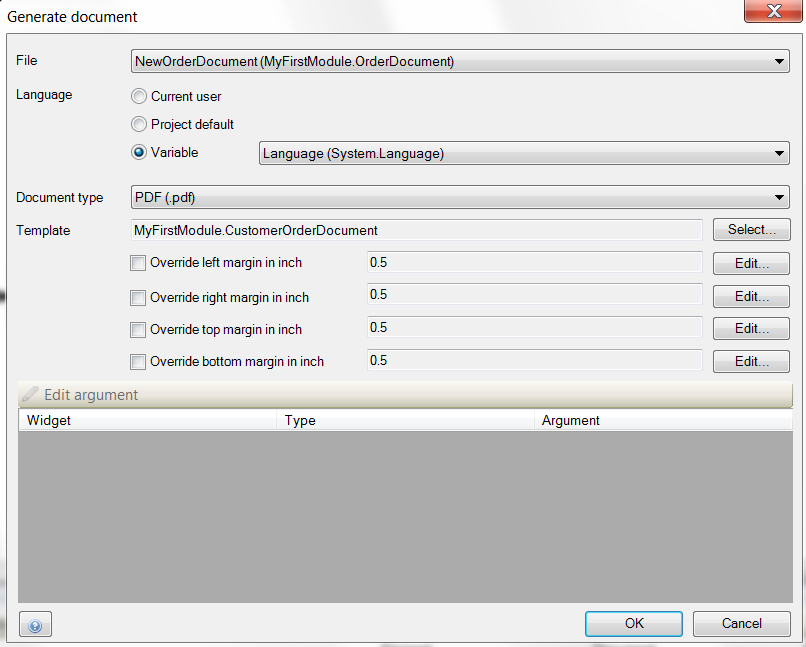 Generate document
File NewOrderDocument (MyFirstModule.OrderDocument)
Language Current user
Project default
Variable Language (System.Language)
Document type PDF (.pdf)
Template MyFirstModule.CustomerOrderDocument Select...
Override left margin in inch 0.5 Edit...
Override right margin in inch 0.5 Edit...
Override top margin in inch 0.5 Edit...
Override bottom margin in inch 0.5 Edit...
Edit argument
Widget Type Argument
OK Cancel